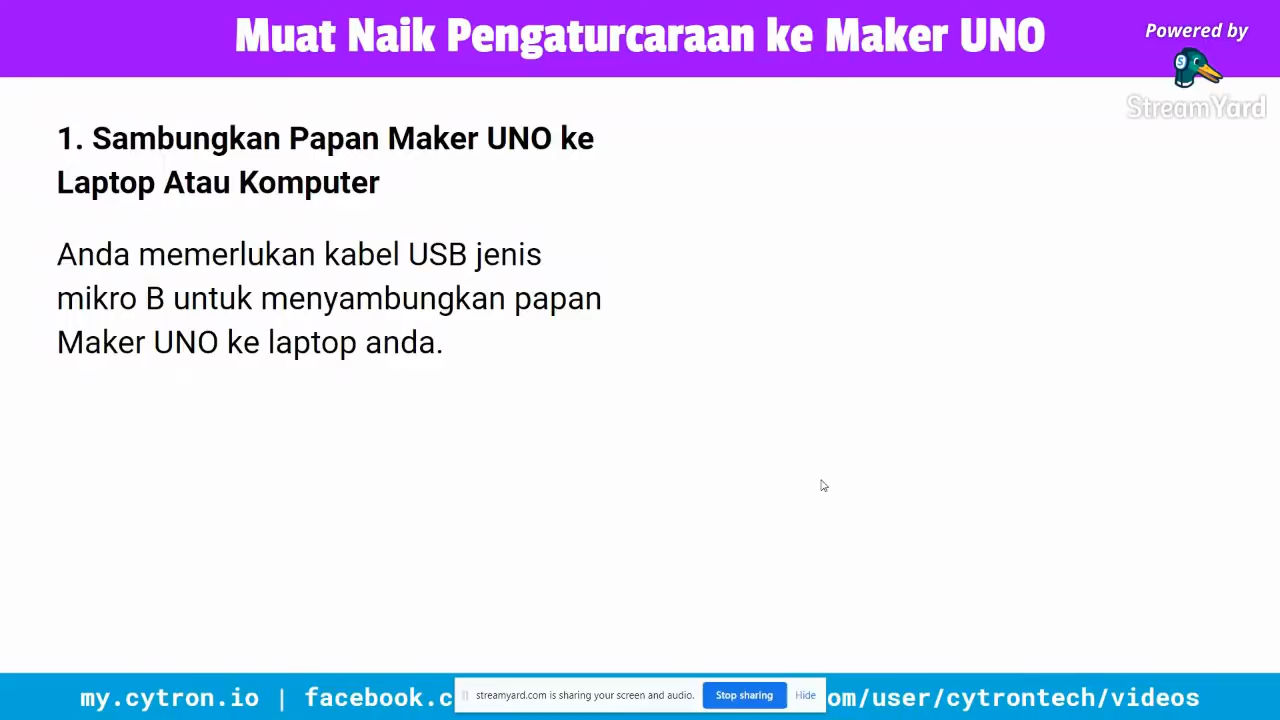 Muat Naik Pengaturcaraan ke Maker UNO
Powered by
S
StreamYard
1. Sambungkan Papan Maker UNO ke
Laptop Atau Komputer
Anda memerlukan kabel USB jenis
mikro B untuk menyambungkan papan
Maker UNO ke laptop anda.
my.cytron.io | facebook.c
streamyard.com is sharing your screen and audio. Stop sharing Hide
om/user/cytrontech/videos